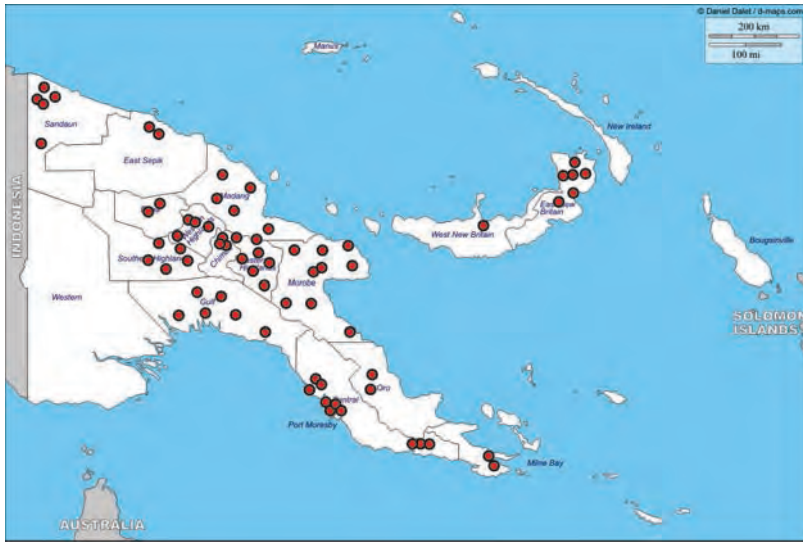 © Daniel Dalet / d-maps.com
200 km
100 mi
Manus
New Ireland
Sandaun
East Sepik
Madang
INDONESIA
West New Britain
Britain
Bougainville
Southern Highlands
Morobe
Western
Gulf
SOLOMON
ISLANDS
Oro
Central
Port Moresby
Milne Bay
AUSTRALIA